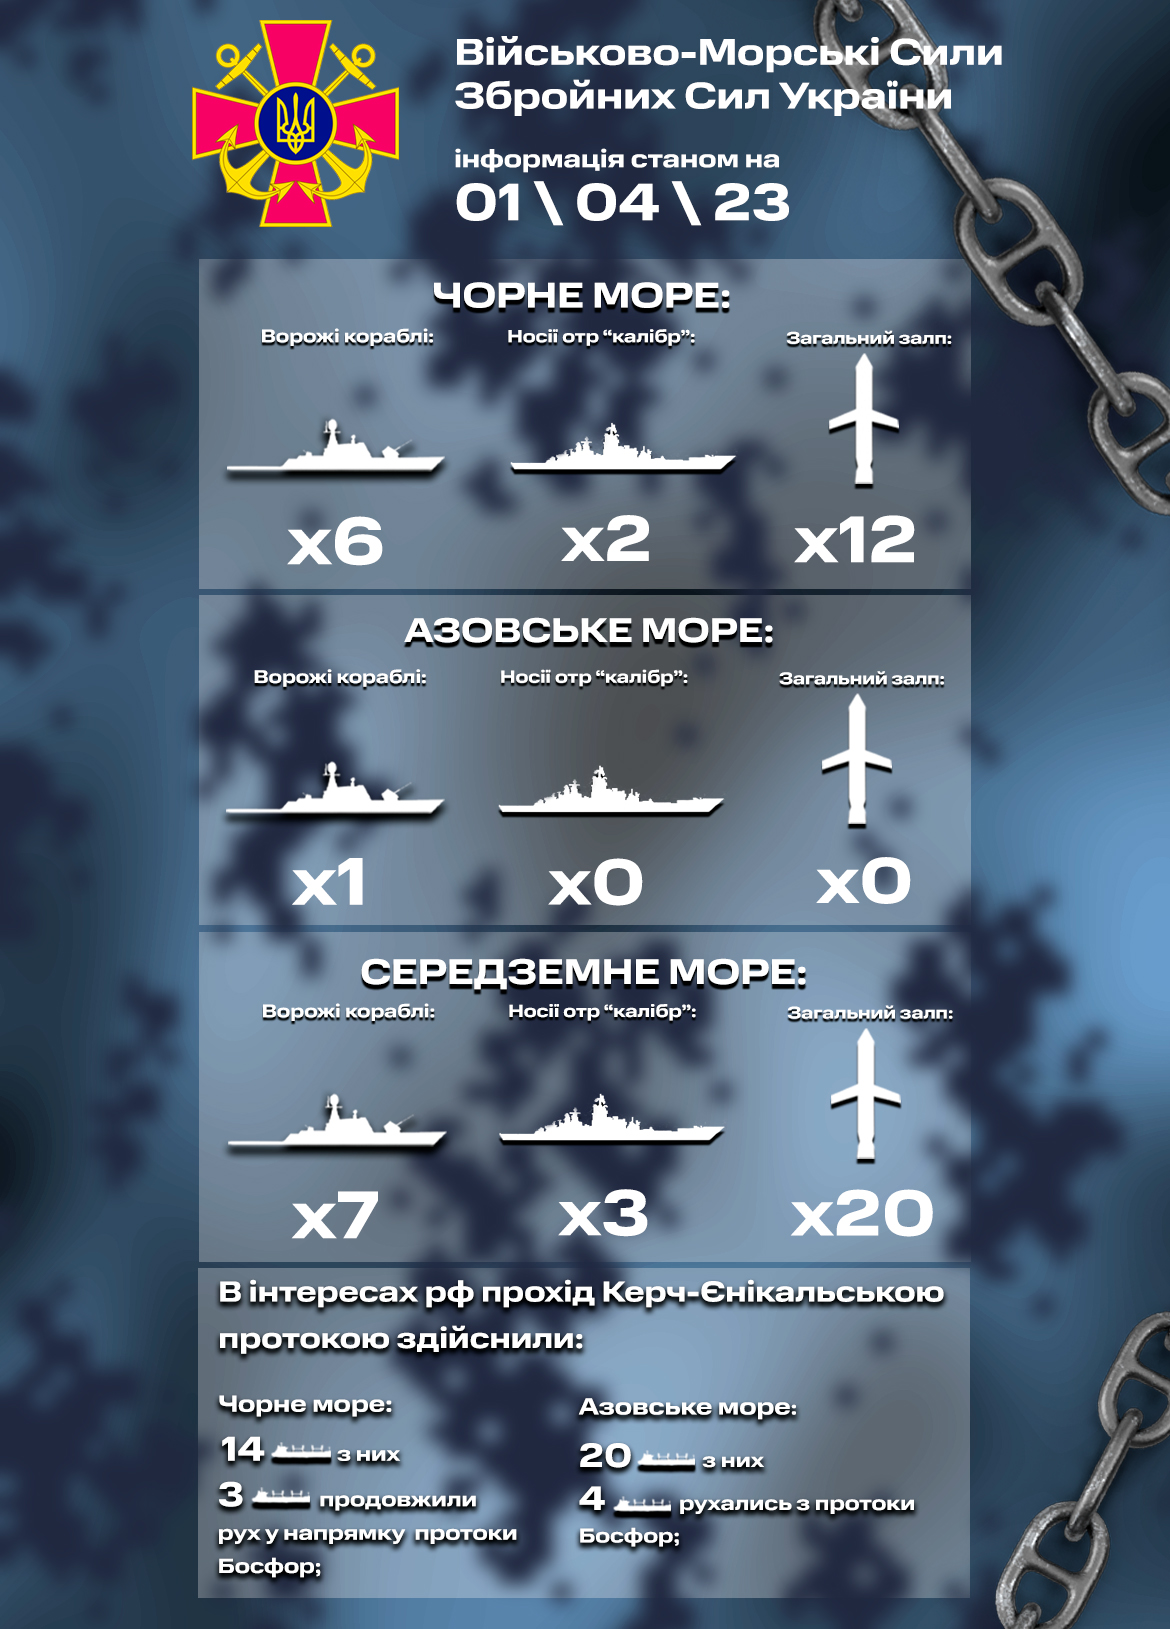 Військово-Морські Сили
Збройних Сил України
інформація станом на
01 \ 04 \ 23
ЧОРНЕ МОРЕ:
Ворожі кораблі:
Носії отр “калібр”:
Загальний залп:
x6
x2
x12
АЗОВСЬКЕ МОРЕ:
Ворожі кораблі:
Носії отр “калібр”:
Загальний залп:
x1
x0
x0
СЕРЕДЗЕМНЕ МОРЕ:
Ворожі кораблі:
Носії отр “калібр”:
Загальний залп:
x7
x3
x20
В інтересах рф прохід Керч-Єнікальською
протокою здійснили:
Чорне море:
14 з них
3 продовжили
рух у напрямку протоки
Босфор;
Азовське море:
20 з них
4 рухались з протоки
Босфор;